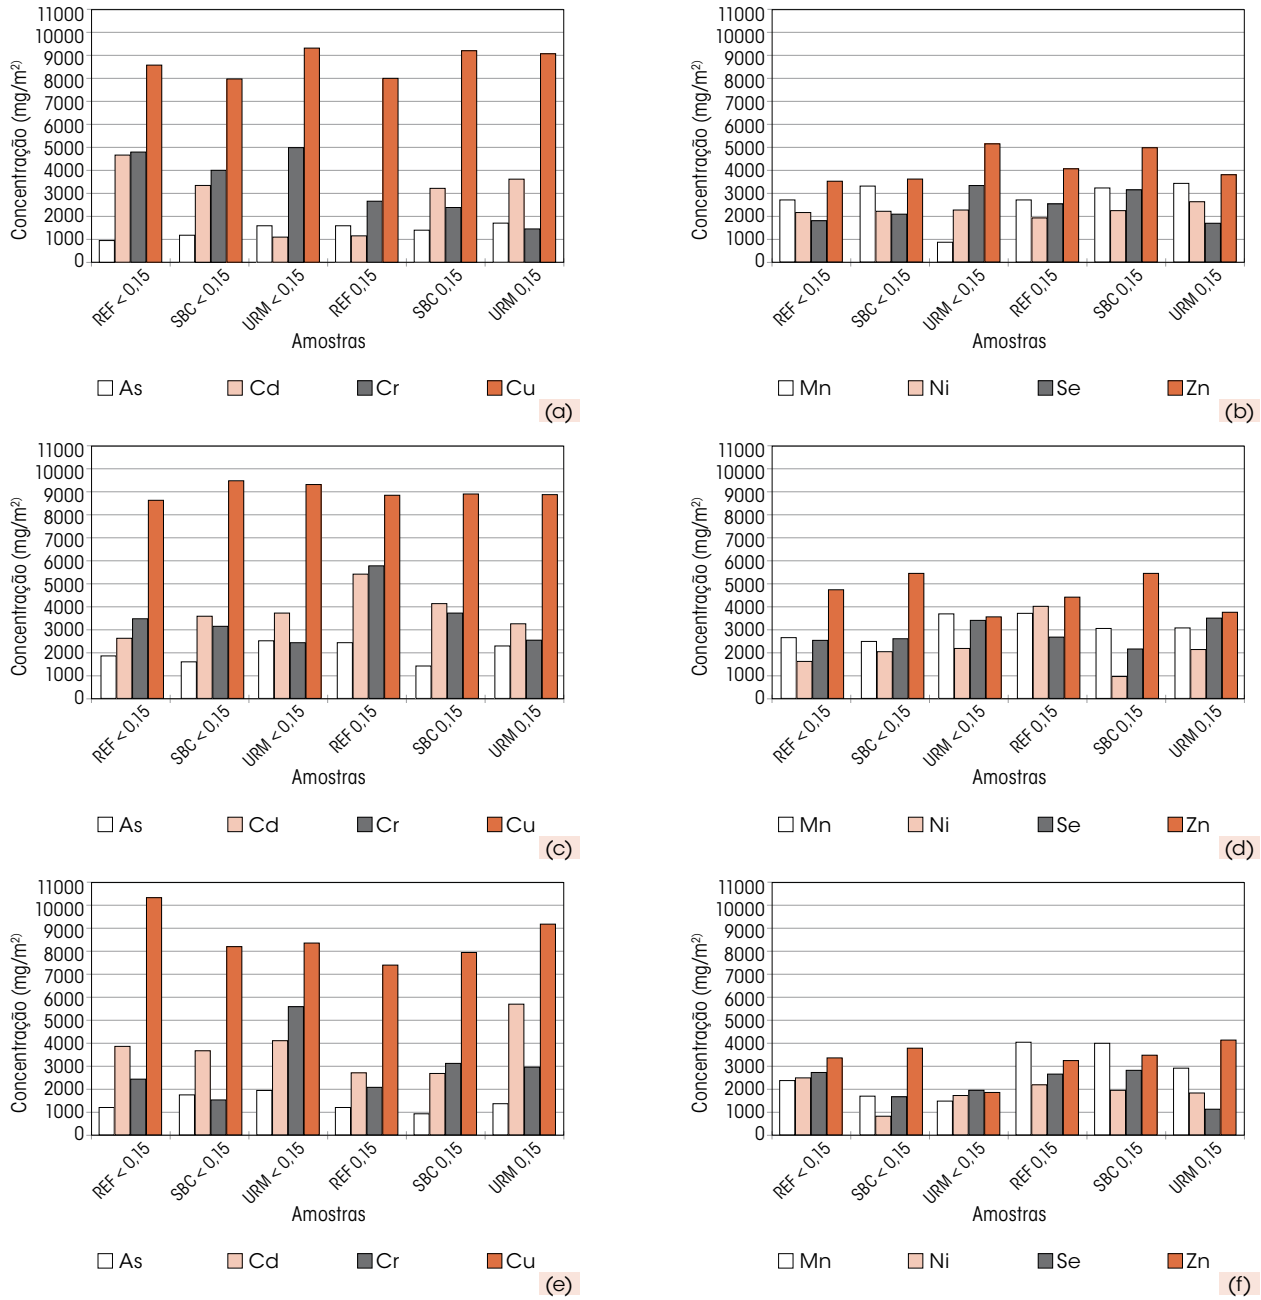 Concentração (mg/m²)
11000
10000
9000
8000
7000
6000
5000
4000
3000
2000
1000
0
REF < 0,15
SBC < 0,15
URM < 0,15
REF 0,15
SBC 0,15
URM 0,15
Amostras
As Cd Cr Cu
(a)
Concentração (mg/m²)
11000
10000
9000
8000
7000
6000
5000
4000
3000
2000
1000
0
REF < 0,15
SBC < 0,15
URM < 0,15
REF 0,15
SBC 0,15
URM 0,15
Amostras
Mn Ni Se Zn
(b)
Concentração (mg/m²)
11000
10000
9000
8000
7000
6000
5000
4000
3000
2000
1000
0
REF < 0,15
SBC < 0,15
URM < 0,15
REF 0,15
SBC 0,15
URM 0,15
Amostras
As Cd Cr Cu
(c)
Concentração (mg/m²)
11000
10000
9000
8000
7000
6000
5000
4000
3000
2000
1000
0
REF < 0,15
SBC < 0,15
URM < 0,15
REF 0,15
SBC 0,15
URM 0,15
Amostras
Mn Ni Se Zn
(d)
Concentração (mg/m²)
11000
10000
9000
8000
7000
6000
5000
4000
3000
2000
1000
0
REF < 0,15
SBC < 0,15
URM < 0,15
REF 0,15
SBC 0,15
URM 0,15
Amostras
As Cd Cr Cu
(e)
Concentração (mg/m²)
11000
10000
9000
8000
7000
6000
5000
4000
3000
2000
1000
0
REF < 0,15
SBC < 0,15
URM < 0,15
REF 0,15
SBC 0,15
URM 0,15
Amostras
Mn Ni Se Zn
(f)